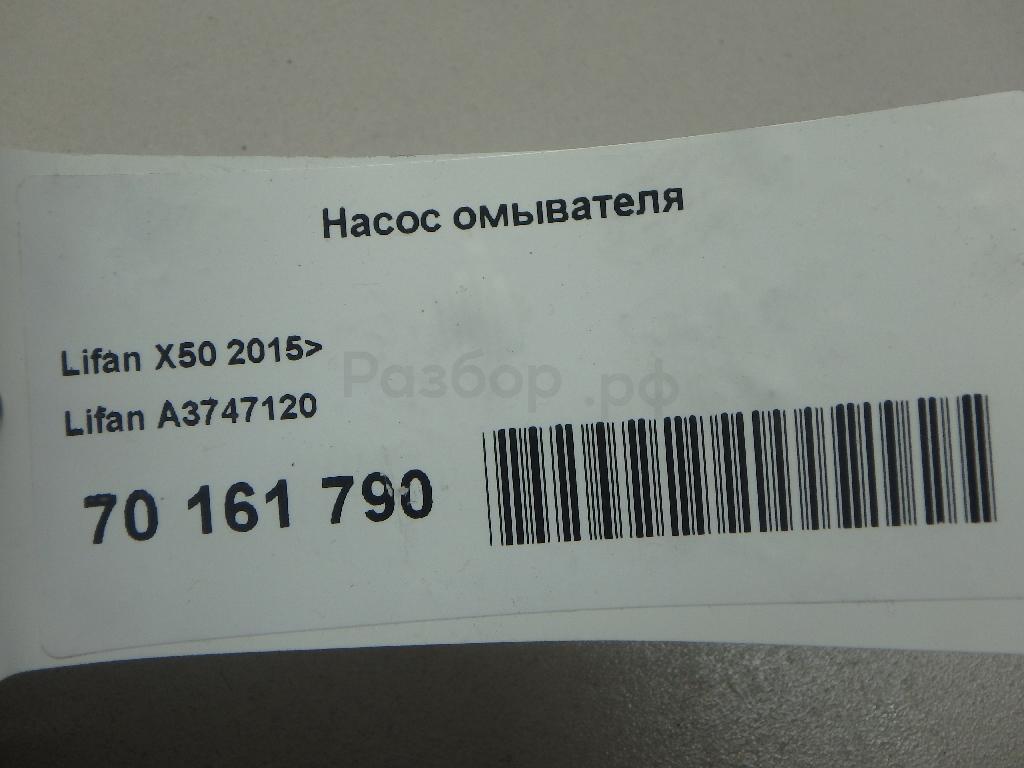 Насос омывателя
Lifan X50 2015>
Разбор.рф
Lifan A3747120
70 161 790